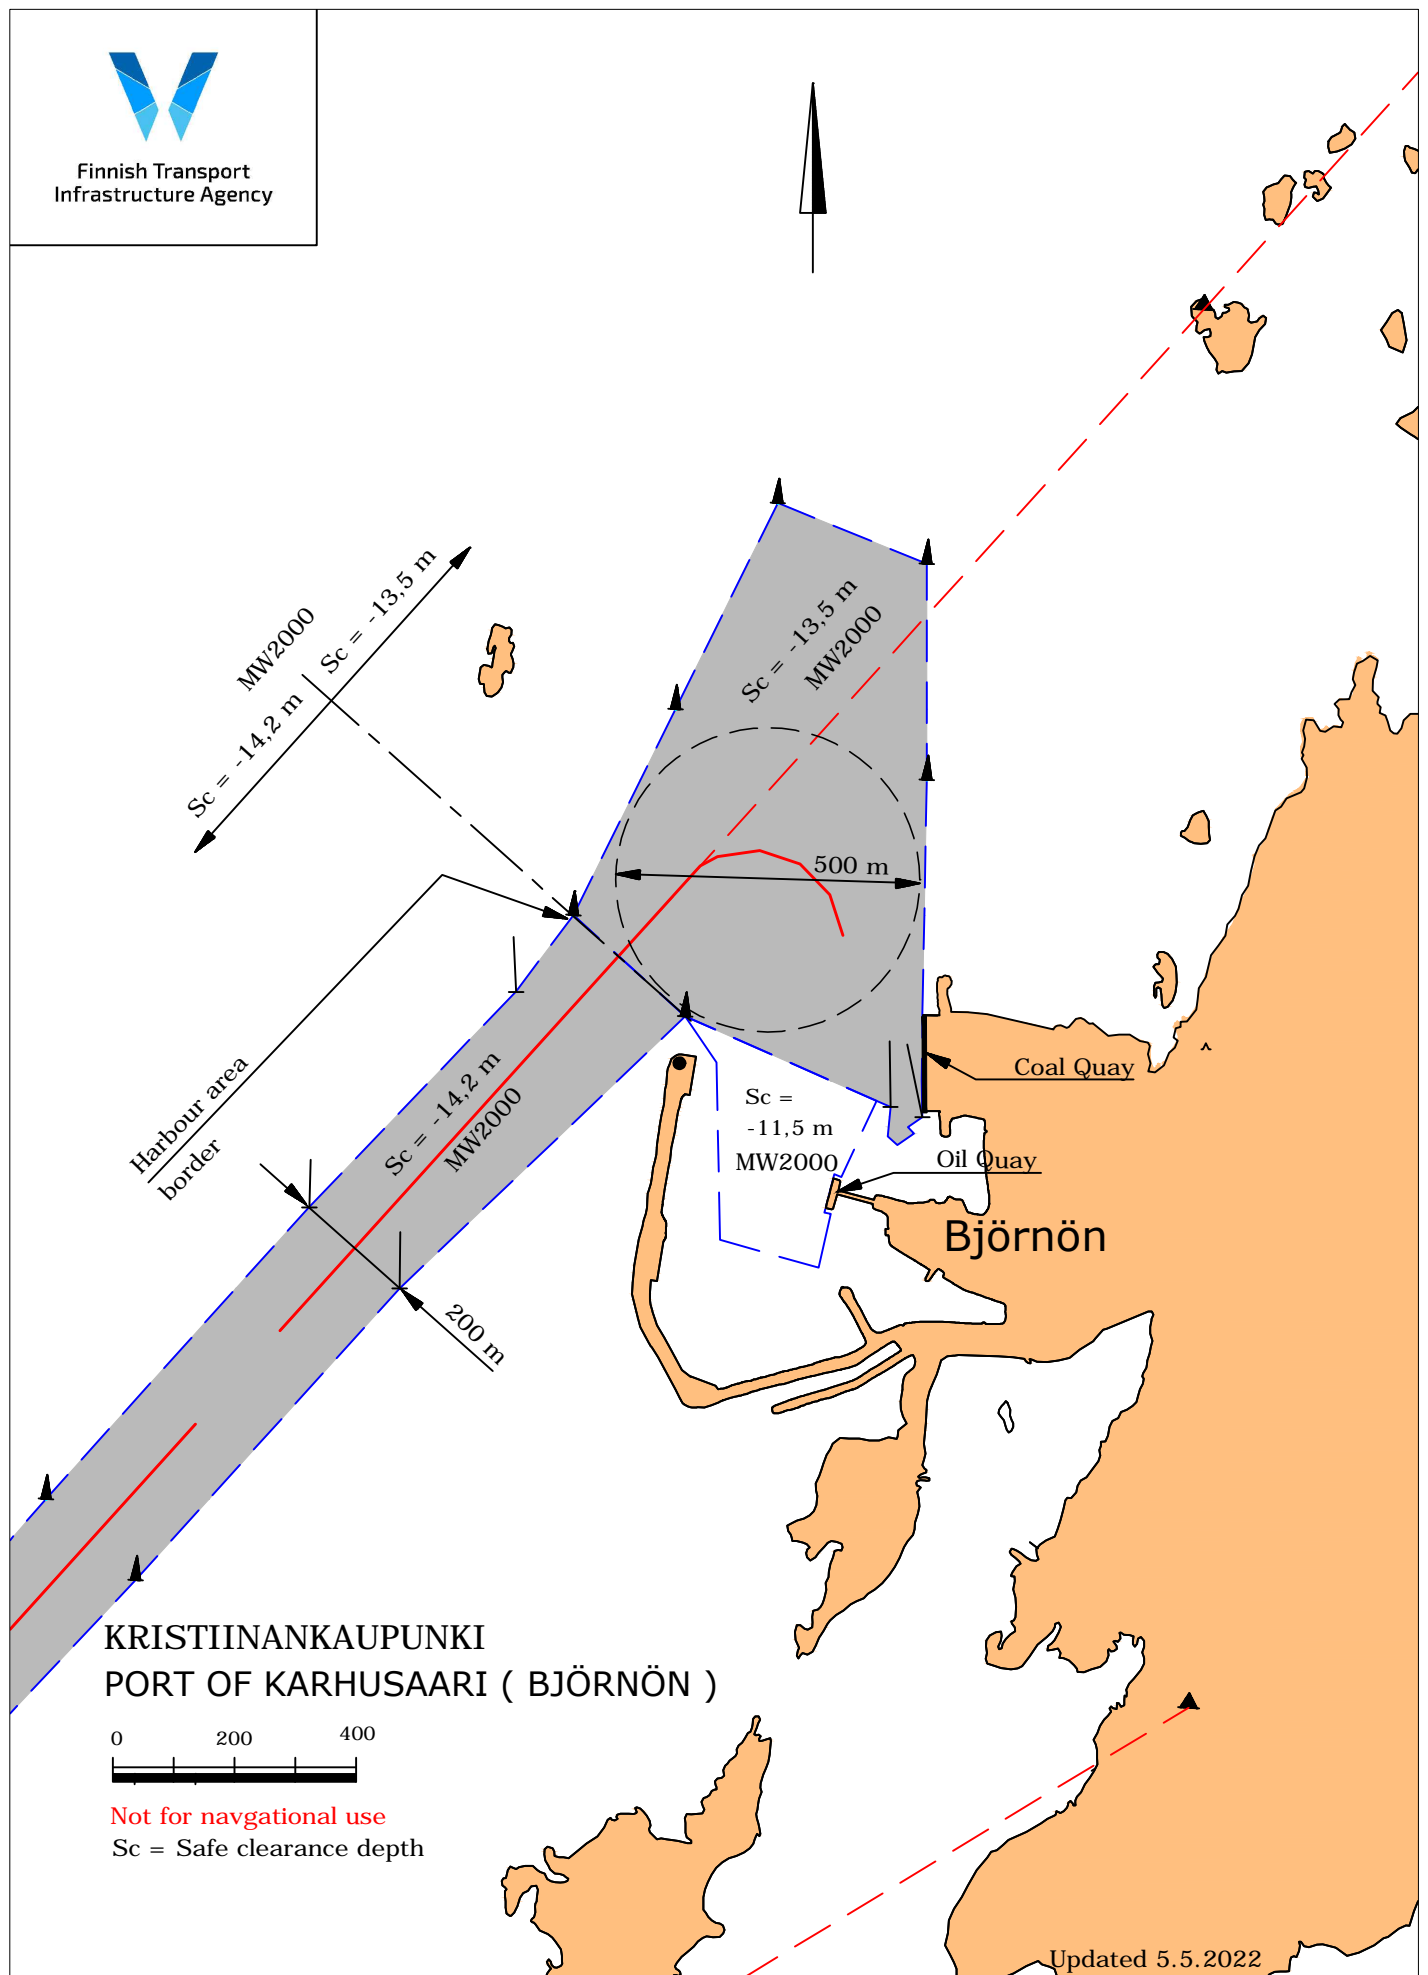 Finnish Transport
Infrastructure Agency
MW2000
Sc = -13,5 m
Sc = -14,2 m
Sc = -13,5 m
MW2000
500 m
Harbour area
border
Sc = -14,2 m
MW2000
Coal Quay
Sc =
-11,5 m
MW2000
Oil Quay
Björnön
200 m
KRISTIINANKAUPUNKI
PORT OF KARHUSAARI ( BJÖRNÖN )
0 200 400
Not for navgational use
Sc = Safe clearance depth
Updated 5.5.2022